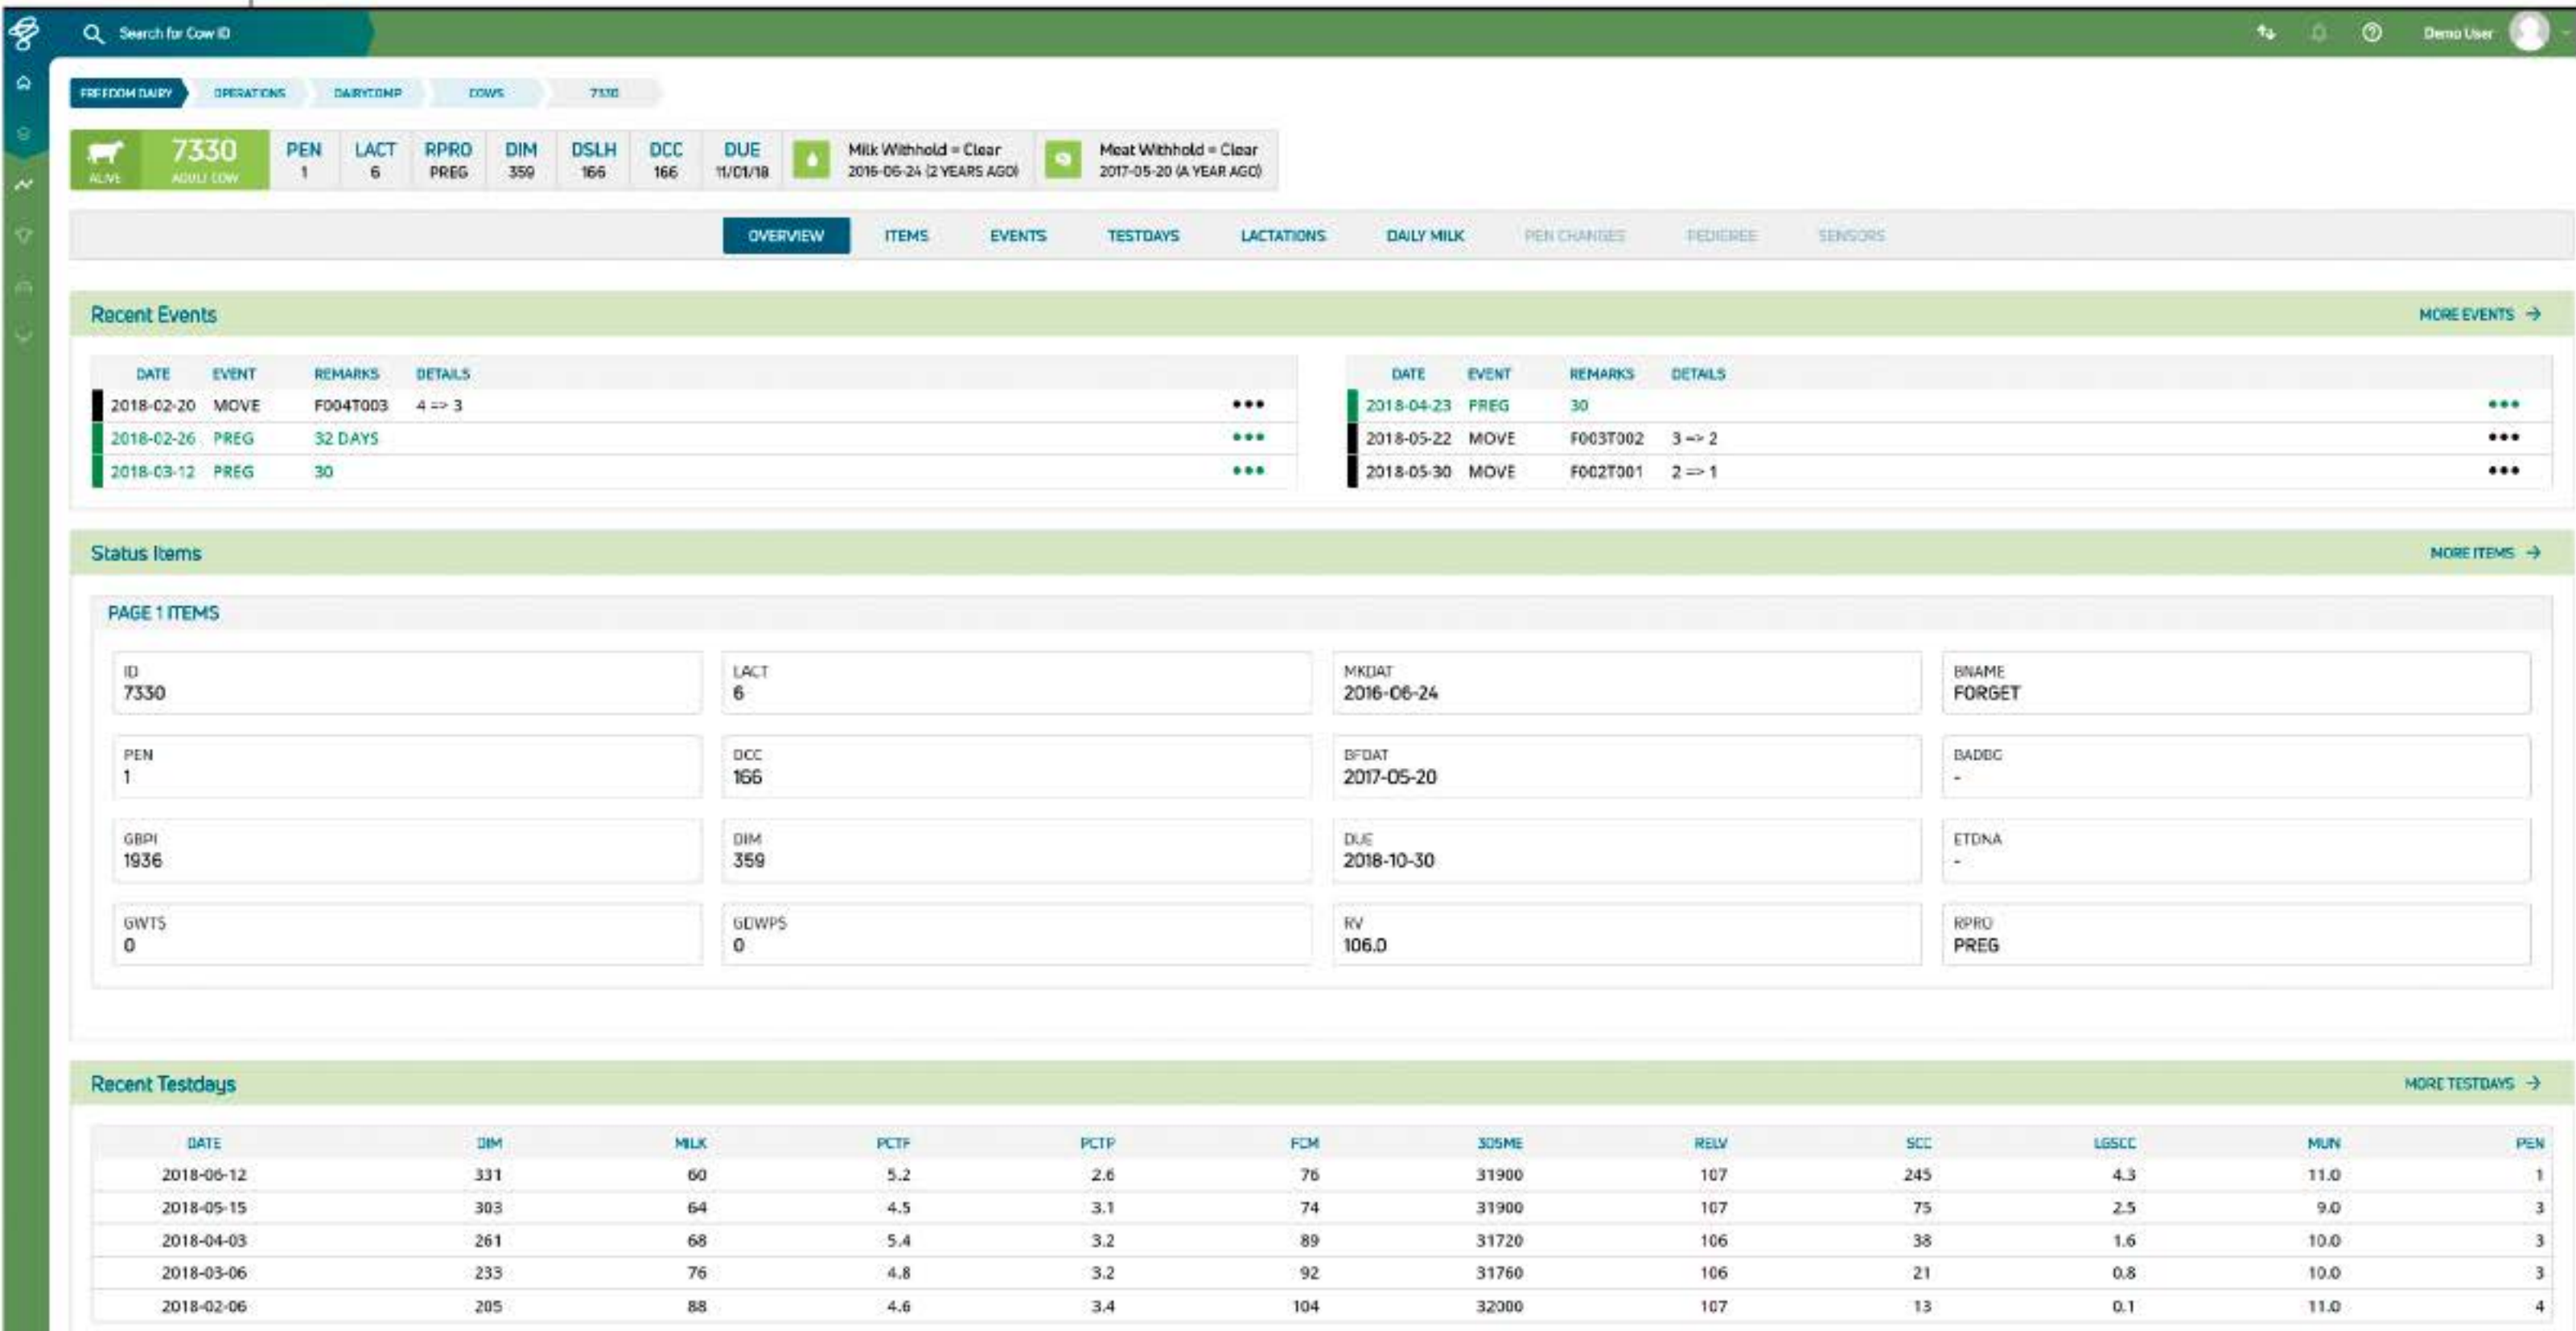 Search for Cow ID
Demo User
FREEDOM DAIRY OPERATIONS DAIRYCOMP COWS 7330
7330 PEN LACT RPRO DIM DSLH DCC DUE Milk Withhold = Clear Meat Withhold = Clear
ALIVE ADULT COW 1 6 PREG 359 166 166 11/01/18 2016-06-24 (2 YEARS AGO) 2017-05-20 (A YEAR AGO)
OVERVIEW ITEMS EVENTS TESTDAYS LACTATIONS DAILY MILK PEN CHANGES PEDIGREE SENSORS
Recent Events MORE EVENTS →
DATE EVENT REMARKS DETAILS
2018-02-20 MOVE F004T003 4 => 3 •••
2018-02-26 PREG 32 DAYS •••
2018-03-12 PREG 30 •••
DATE EVENT REMARKS DETAILS
2018-04-23 PREG 30 •••
2018-05-22 MOVE F003T002 3 => 2 •••
2018-05-30 MOVE F002T001 2 => 1 •••
Status Items MORE ITEMS →
PAGE 1 ITEMS
ID LACT MKDAT BNAME
7330 6 2016-06-24 FORGET
PEN DCC BFDAT BADBG
1 166 2017-05-20 -
GBPI DIM DUE ETDNA
1936 359 2018-10-30 -
GWTS GDWPS RV RPRO
0 0 106.0 PREG
Recent Testdays MORE TESTDAYS →
DATE DIM MILK PCTF PCTP FCM 305ME RELV SCC LGSCC MUN PEN
2018-06-12 331 60 5.2 2.6 76 31900 107 245 4.3 11.0 1
2018-05-15 303 64 4.5 3.1 74 31900 107 75 2.5 9.0 3
2018-04-03 261 68 5.4 3.2 89 31720 106 38 1.6 10.0 3
2018-03-06 233 76 4.8 3.2 92 31760 106 21 0.8 10.0 3
2018-02-06 205 88 4.6 3.4 104 32000 107 13 0.1 11.0 4